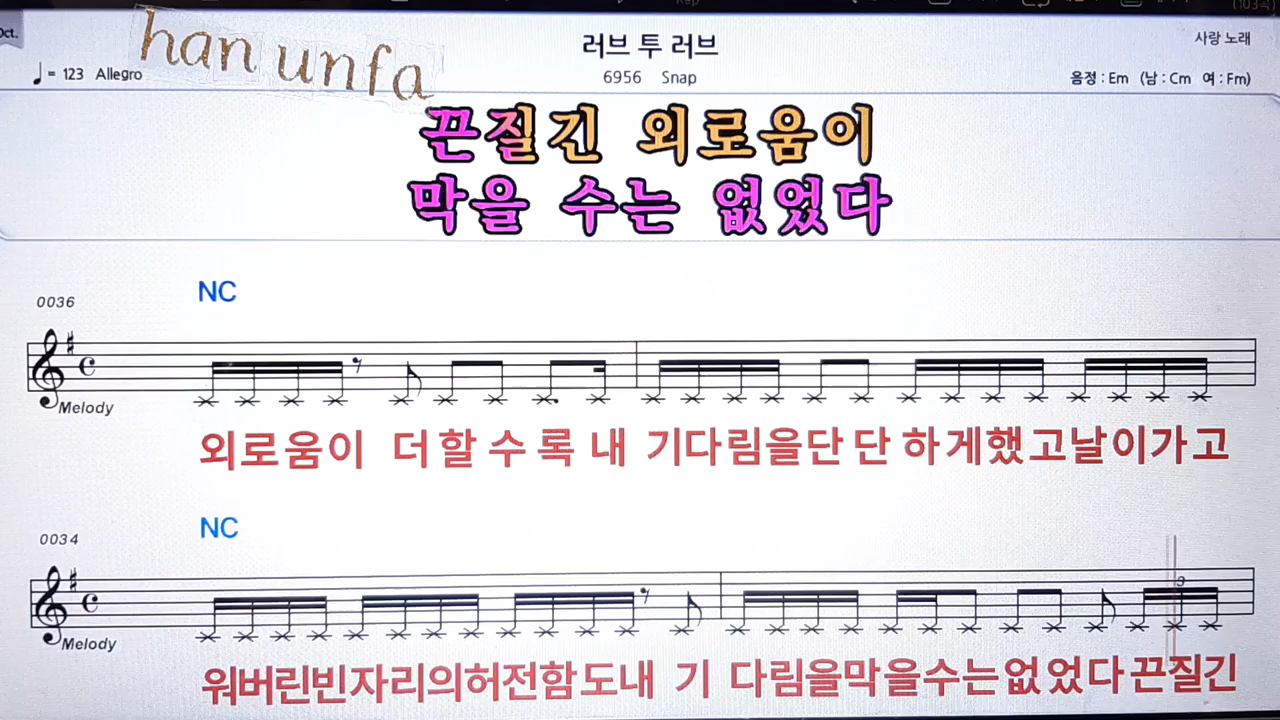 Oct.
han unfa
러브 투 러브
사랑 노래
♩= 123 Allegro
6956 Snap
음정 : Em (남 : Cm 여 : Fm)
끈질긴 외로움이
막을 수는 없었다
NC
0036
Melody
외로움이 더할수록내 기다림을단단하게했고날이가고
NC
0034
3
Melody
워버린빈자리의허전함도내 기 다림을막을수는없었다끈질긴